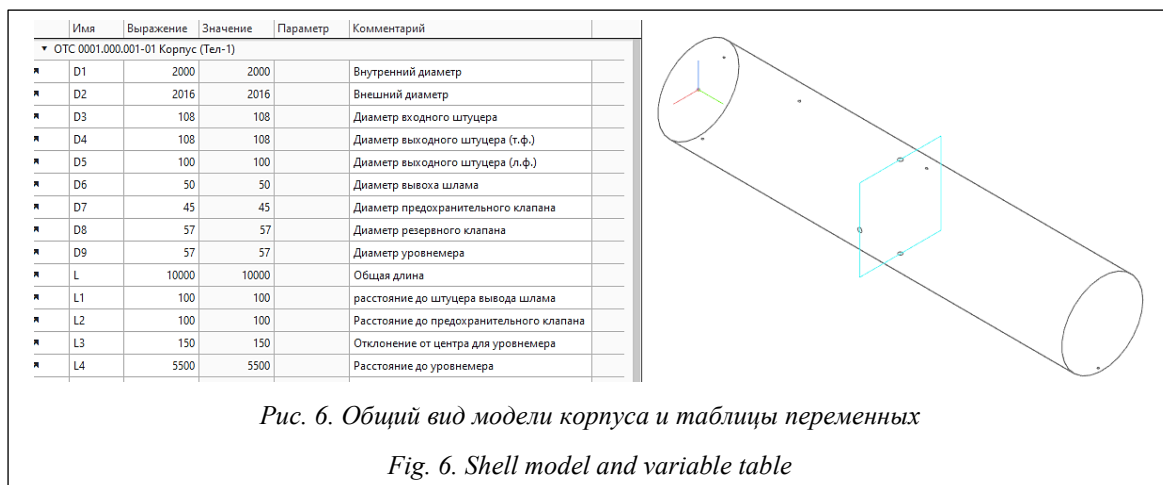 Имя Выражение Значение Параметр Комментарий
▼ ОТС 0001.000.001-01 Корпус (Тел-1)
D1 2000 2000 Внутренний диаметр
D2 2016 2016 Внешний диаметр
D3 108 108 Диаметр входного штуцера
D4 108 108 Диаметр выходного штуцера (т.ф.)
D5 100 100 Диаметр выходного штуцера (л.ф.)
D6 50 50 Диаметр вывоха шлама
D7 45 45 Диаметр предохранительного клапана
D8 57 57 Диаметр резервного клапана
D9 57 57 Диаметр уровнемера
L 10000 10000 Общая длина
L1 100 100 расстояние до штуцера вывода шлама
L2 100 100 Расстояние до предохранительного клапана
L3 150 150 Отклонение от центра для уровнемера
L4 5500 5500 Расстояние до уровнемера
Рис. 6. Общий вид модели корпуса и таблицы переменных
Fig. 6. Shell model and variable table